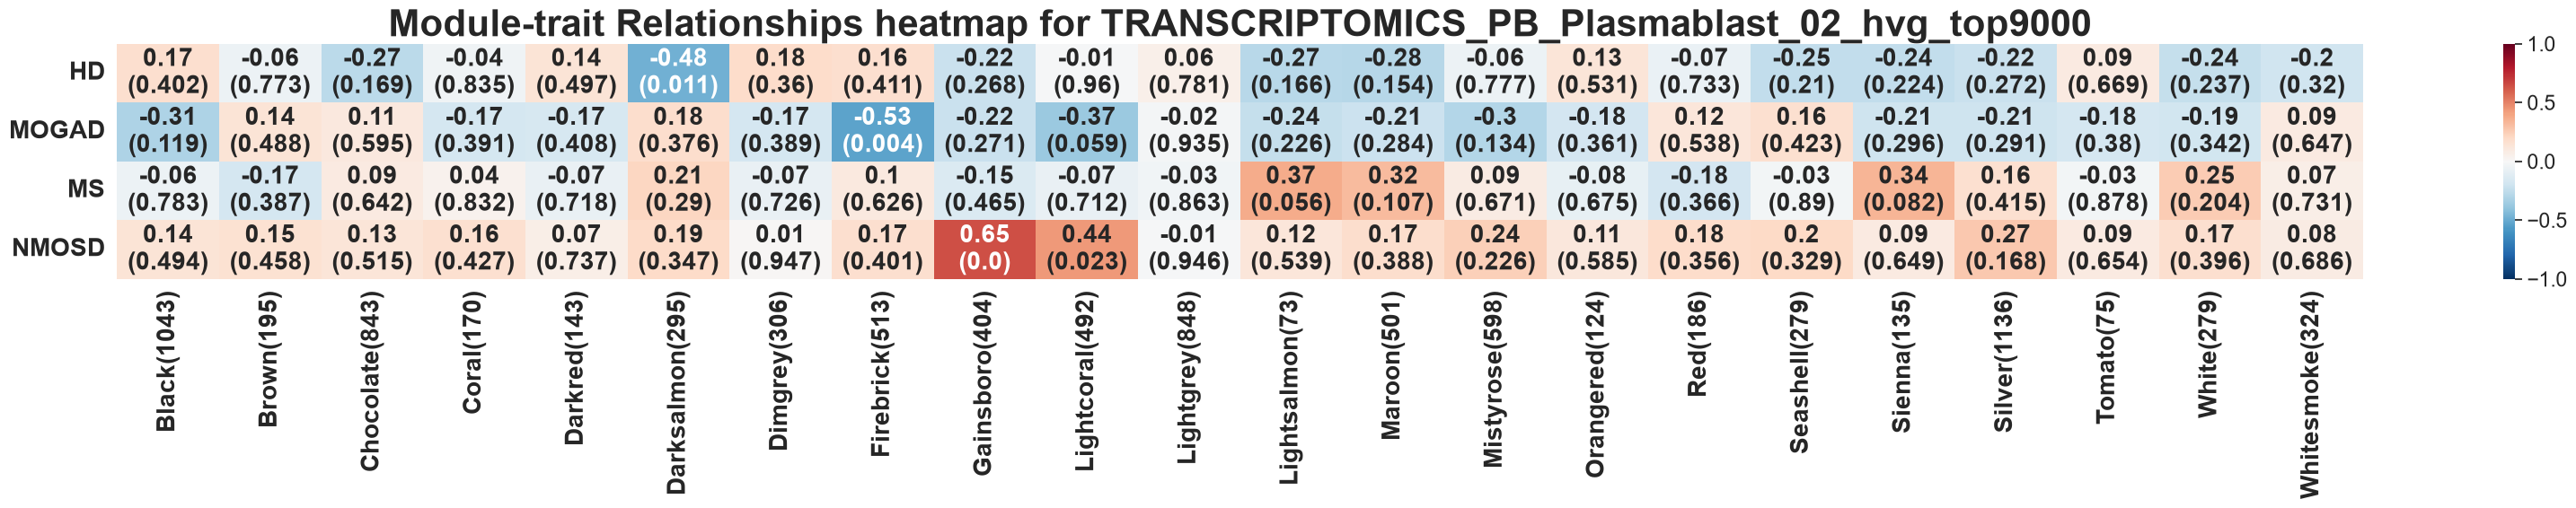 Module-trait Relationships heatmap for TRANSCRIPTOMICS_PB_Plasmablast_02_hvg_top9000
HD 0.17 -0.06 -0.27 -0.04 0.14 -0.48 0.18 0.16 -0.22 -0.01 0.06 -0.27 -0.28 -0.06 0.13 -0.07 -0.25 -0.24 -0.22 0.09 -0.24 -0.2
(0.402) (0.773) (0.169) (0.835) (0.497) (0.011) (0.36) (0.411) (0.268) (0.96) (0.781) (0.166) (0.154) (0.777) (0.531) (0.733) (0.21) (0.224) (0.272) (0.669) (0.237) (0.32)
MOGAD -0.31 0.14 0.11 -0.17 -0.17 0.18 -0.17 -0.53 -0.22 -0.37 -0.02 -0.24 -0.21 -0.3 -0.18 0.12 0.16 -0.21 -0.21 -0.18 -0.19 0.09
(0.119) (0.488) (0.595) (0.391) (0.408) (0.376) (0.389) (0.004) (0.271) (0.059) (0.935) (0.226) (0.284) (0.134) (0.361) (0.538) (0.423) (0.296) (0.291) (0.38) (0.342) (0.647)
MS -0.06 -0.17 0.09 0.04 -0.07 0.21 -0.07 0.1 -0.15 -0.07 -0.03 0.37 0.32 0.09 -0.08 -0.18 -0.03 0.34 0.16 -0.03 0.25 0.07
(0.783) (0.387) (0.642) (0.832) (0.718) (0.29) (0.726) (0.626) (0.465) (0.712) (0.863) (0.056) (0.107) (0.671) (0.675) (0.366) (0.89) (0.082) (0.415) (0.878) (0.204) (0.731)
NMOSD 0.14 0.15 0.13 0.16 0.07 0.19 0.01 0.17 0.65 0.44 -0.01 0.12 0.17 0.24 0.11 0.18 0.2 0.09 0.27 0.09 0.17 0.08
(0.494) (0.458) (0.515) (0.427) (0.737) (0.347) (0.947) (0.401) (0.0) (0.023) (0.946) (0.539) (0.388) (0.226) (0.585) (0.356) (0.329) (0.649) (0.168) (0.654) (0.396) (0.686)
Black(1043)
Brown(195)
Chocolate(843)
Coral(170)
Darkred(143)
Darksalmon(295)
Dimgrey(306)
Firebrick(513)
Gainsboro(404)
Lightcoral(492)
Lightgrey(848)
Lightsalmon(73)
Maroon(501)
Mistyrose(598)
Orangered(124)
Red(186)
Seashell(279)
Sienna(135)
Silver(1136)
Tomato(75)
White(279)
Whitesmoke(324)
1.0
0.5
0.0
−0.5
−1.0